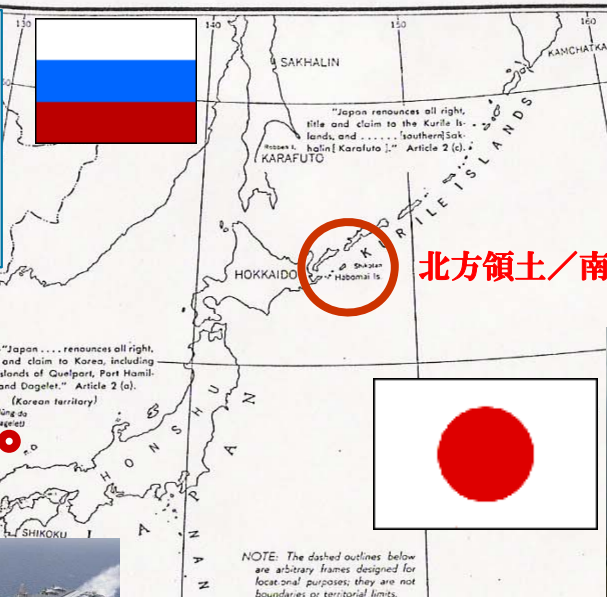 130
140
150
160
KAMCHATKA
SAKHALIN
"Japan renounces all right,
title and claim to the Kurile Is-
lands, and ...... [southern] Sak-
halin [ Karafuto ]." Article 2 (c).
KARAFUTO
KURILE ISLANDS
HOKKAIDO
Shikotan
Habomai Is.
北方領土／南
"Japan .... renounces all right,
and claim to Korea, including
slands of Quelpart, Port Hamil-
and Dagelet." Article 2 (a).
(Korean territory)
HONSHU
JAPAN
SHIKOKU
NOTE: The dashed outlines below
are arbitrary frames designed for
locational purposes; they are not
boundaries or territorial limits.